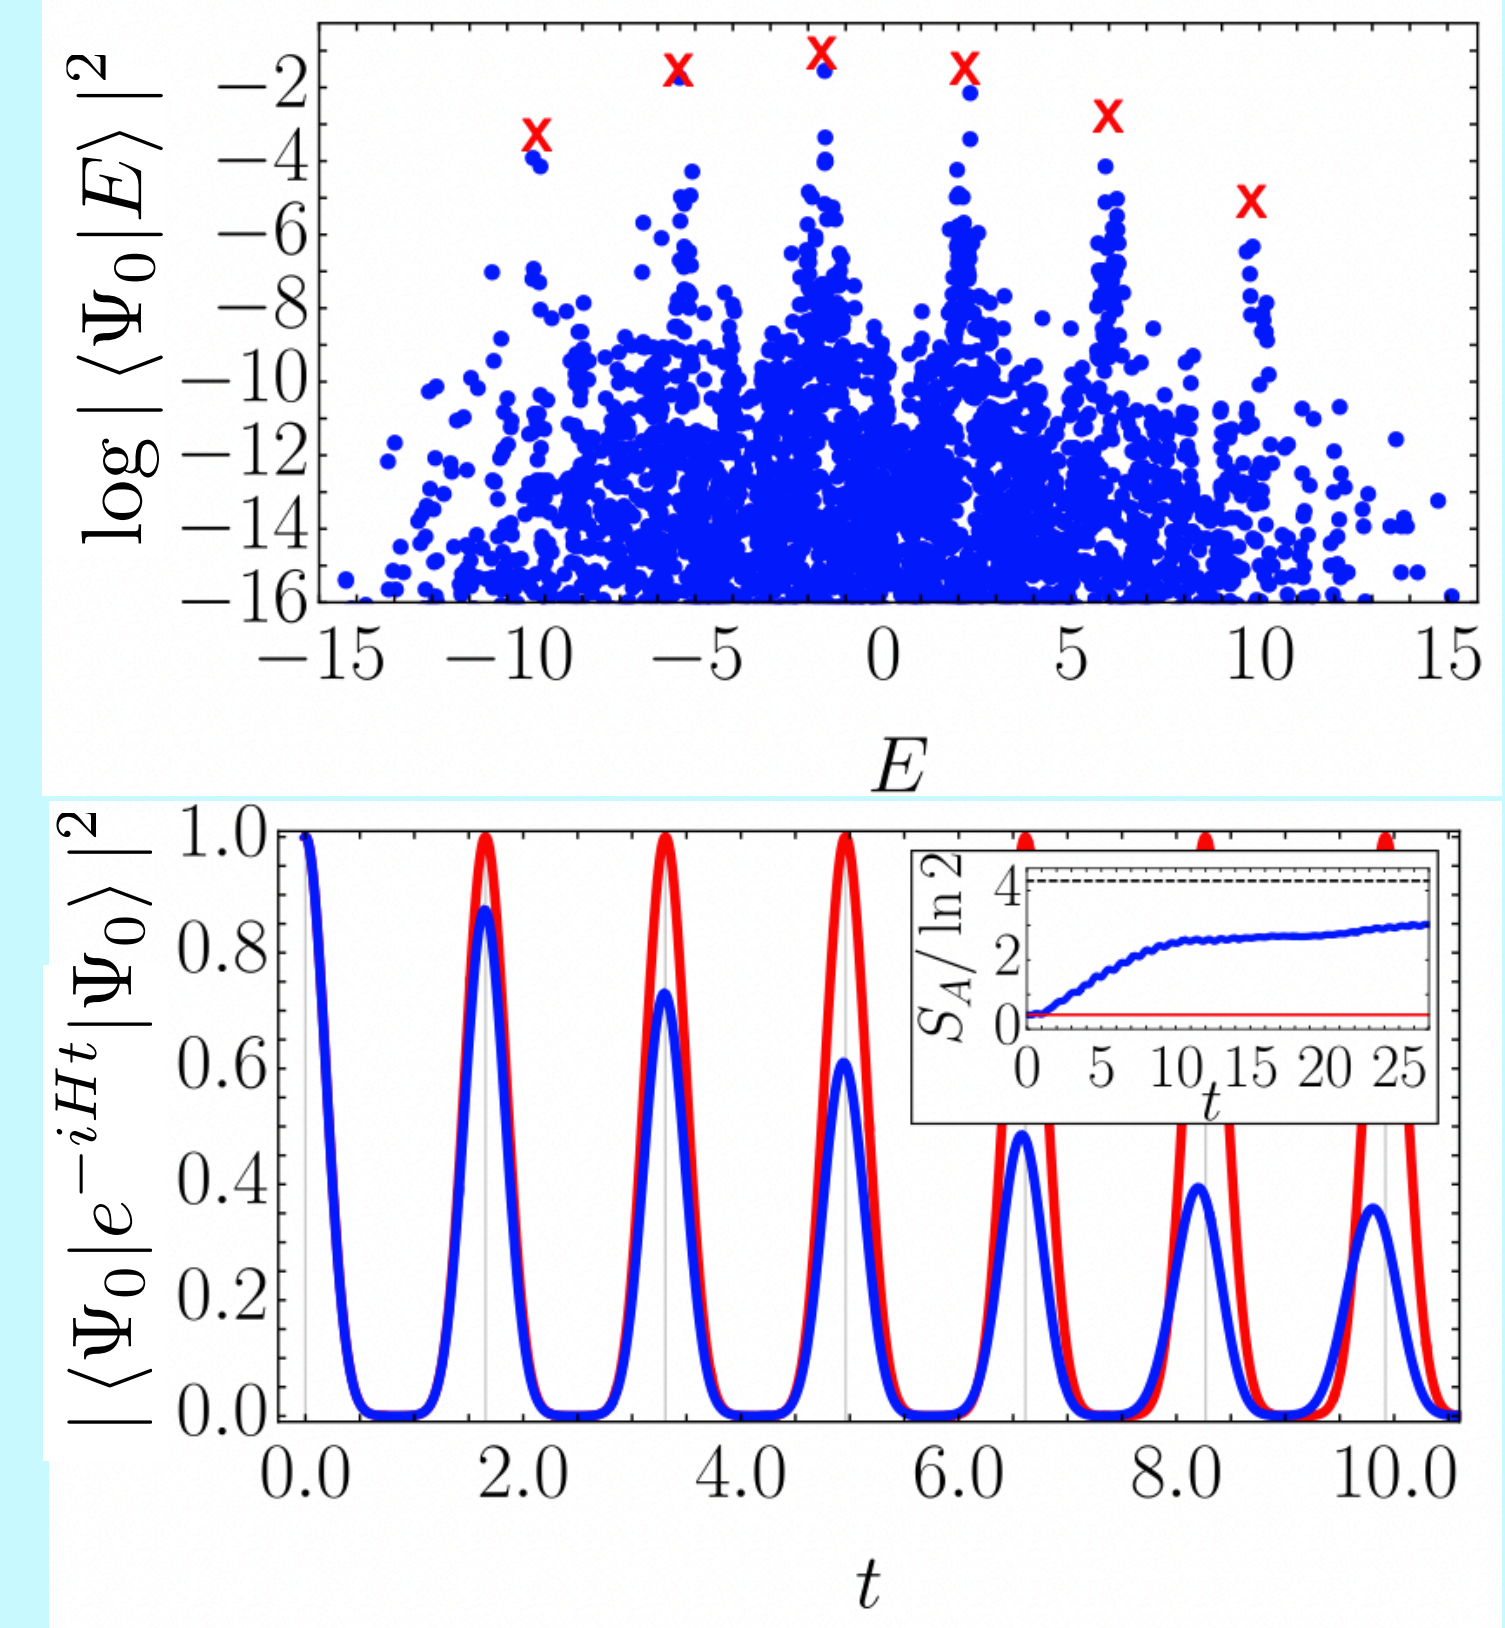 log | ⟨Ψ₀|E⟩ |²
−2
−4
−6
−8
−10
−12
−14
−16
X X X X X X
−15 −10 −5 0 5 10 15
E
|⟨Ψ₀|e^{−iHt}|Ψ₀⟩|²
1.0
0.8
0.6
0.4
0.2
0.0
S_A/ ln 2
4
2
0
0 5 10 15 20 25
t
0.0 2.0 4.0 6.0 8.0 10.0
t